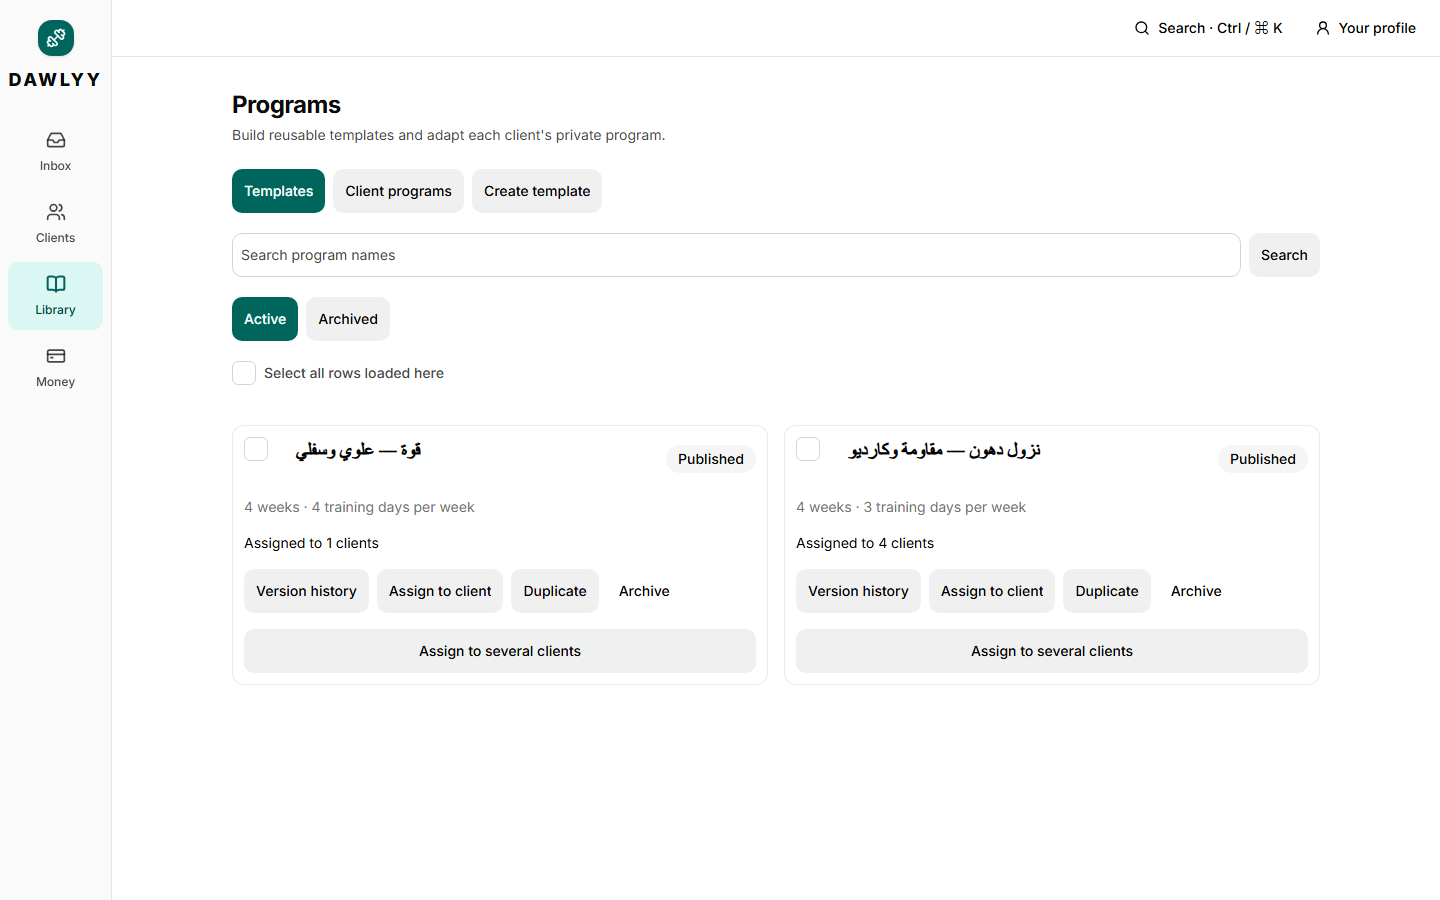 DAWLYY
Inbox
Clients
Library
Money
Search · Ctrl / ⌘ K
Your profile
Programs
Build reusable templates and adapt each client's private program.
Templates
Client programs
Create template
Search program names
Search
Active
Archived
Select all rows loaded here
قوة — علوي وسفلي
Published
4 weeks · 4 training days per week
Assigned to 1 clients
Version history
Assign to client
Duplicate
Archive
Assign to several clients
نزول دهون — مقاومة وكارديو
Published
4 weeks · 3 training days per week
Assigned to 4 clients
Version history
Assign to client
Duplicate
Archive
Assign to several clients